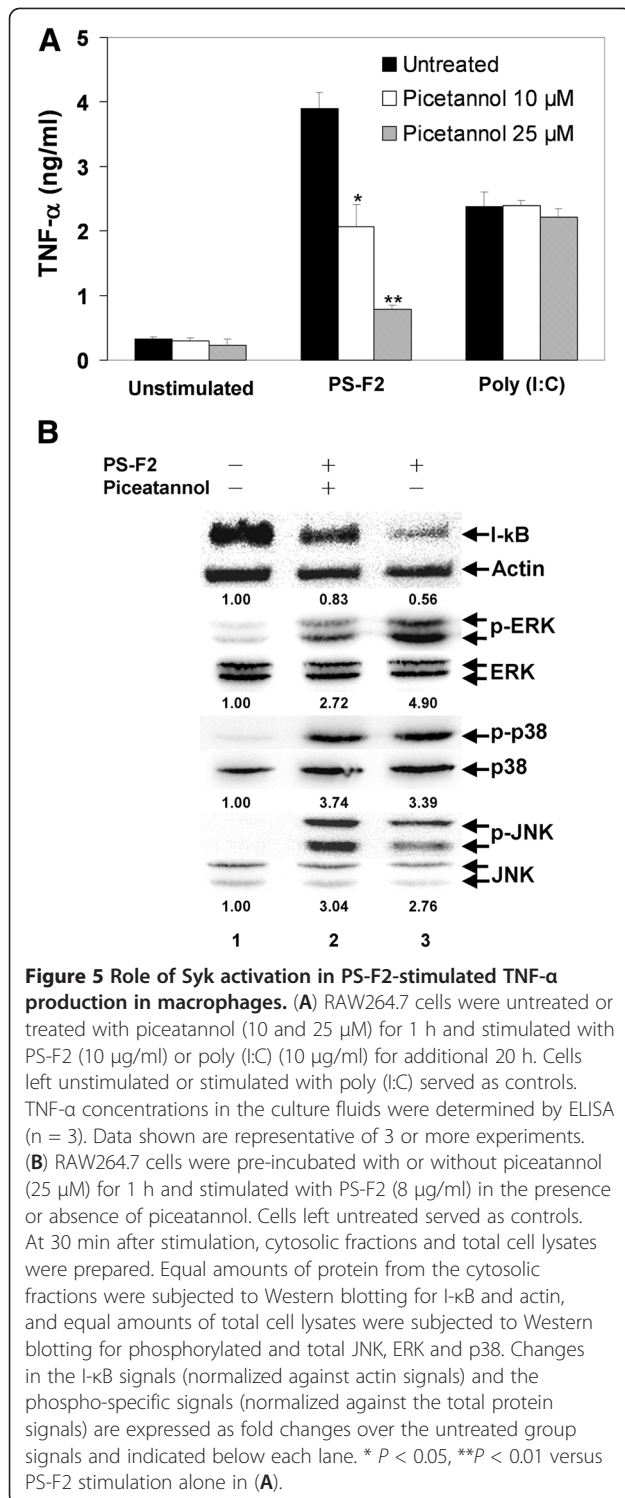 A
5
4
3
2
1
0
TNF-α (ng/ml)
Untreated
Picetannol 10 µM
Picetannol 25 µM
*
**
Unstimulated
PS-F2
Poly (I:C)
B
PS-F2 − + +
Piceatannol − + −
I-κB
Actin
1.00 0.83 0.56
p-ERK
ERK
1.00 2.72 4.90
p-p38
p38
1.00 3.74 3.39
p-JNK
JNK
1.00 3.04 2.76
1 2 3
Figure 5 Role of Syk activation in PS-F2-stimulated TNF-α
production in macrophages. (A) RAW264.7 cells were untreated or
treated with piceatannol (10 and 25 μM) for 1 h and stimulated with
PS-F2 (10 μg/ml) or poly (I:C) (10 μg/ml) for additional 20 h. Cells
left unstimulated or stimulated with poly (I:C) served as controls.
TNF-α concentrations in the culture fluids were determined by ELISA
(n = 3). Data shown are representative of 3 or more experiments.
(B) RAW264.7 cells were pre-incubated with or without piceatannol
(25 μM) for 1 h and stimulated with PS-F2 (8 μg/ml) in the presence
or absence of piceatannol. Cells left untreated served as controls.
At 30 min after stimulation, cytosolic fractions and total cell lysates
were prepared. Equal amounts of protein from the cytosolic
fractions were subjected to Western blotting for I-κB and actin,
and equal amounts of total cell lysates were subjected to Western
blotting for phosphorylated and total JNK, ERK and p38. Changes
in the I-κB signals (normalized against actin signals) and the
phospho-specific signals (normalized against the total protein
signals) are expressed as fold changes over the untreated group
signals and indicated below each lane. * P < 0.05, **P < 0.01 versus
PS-F2 stimulation alone in (A).